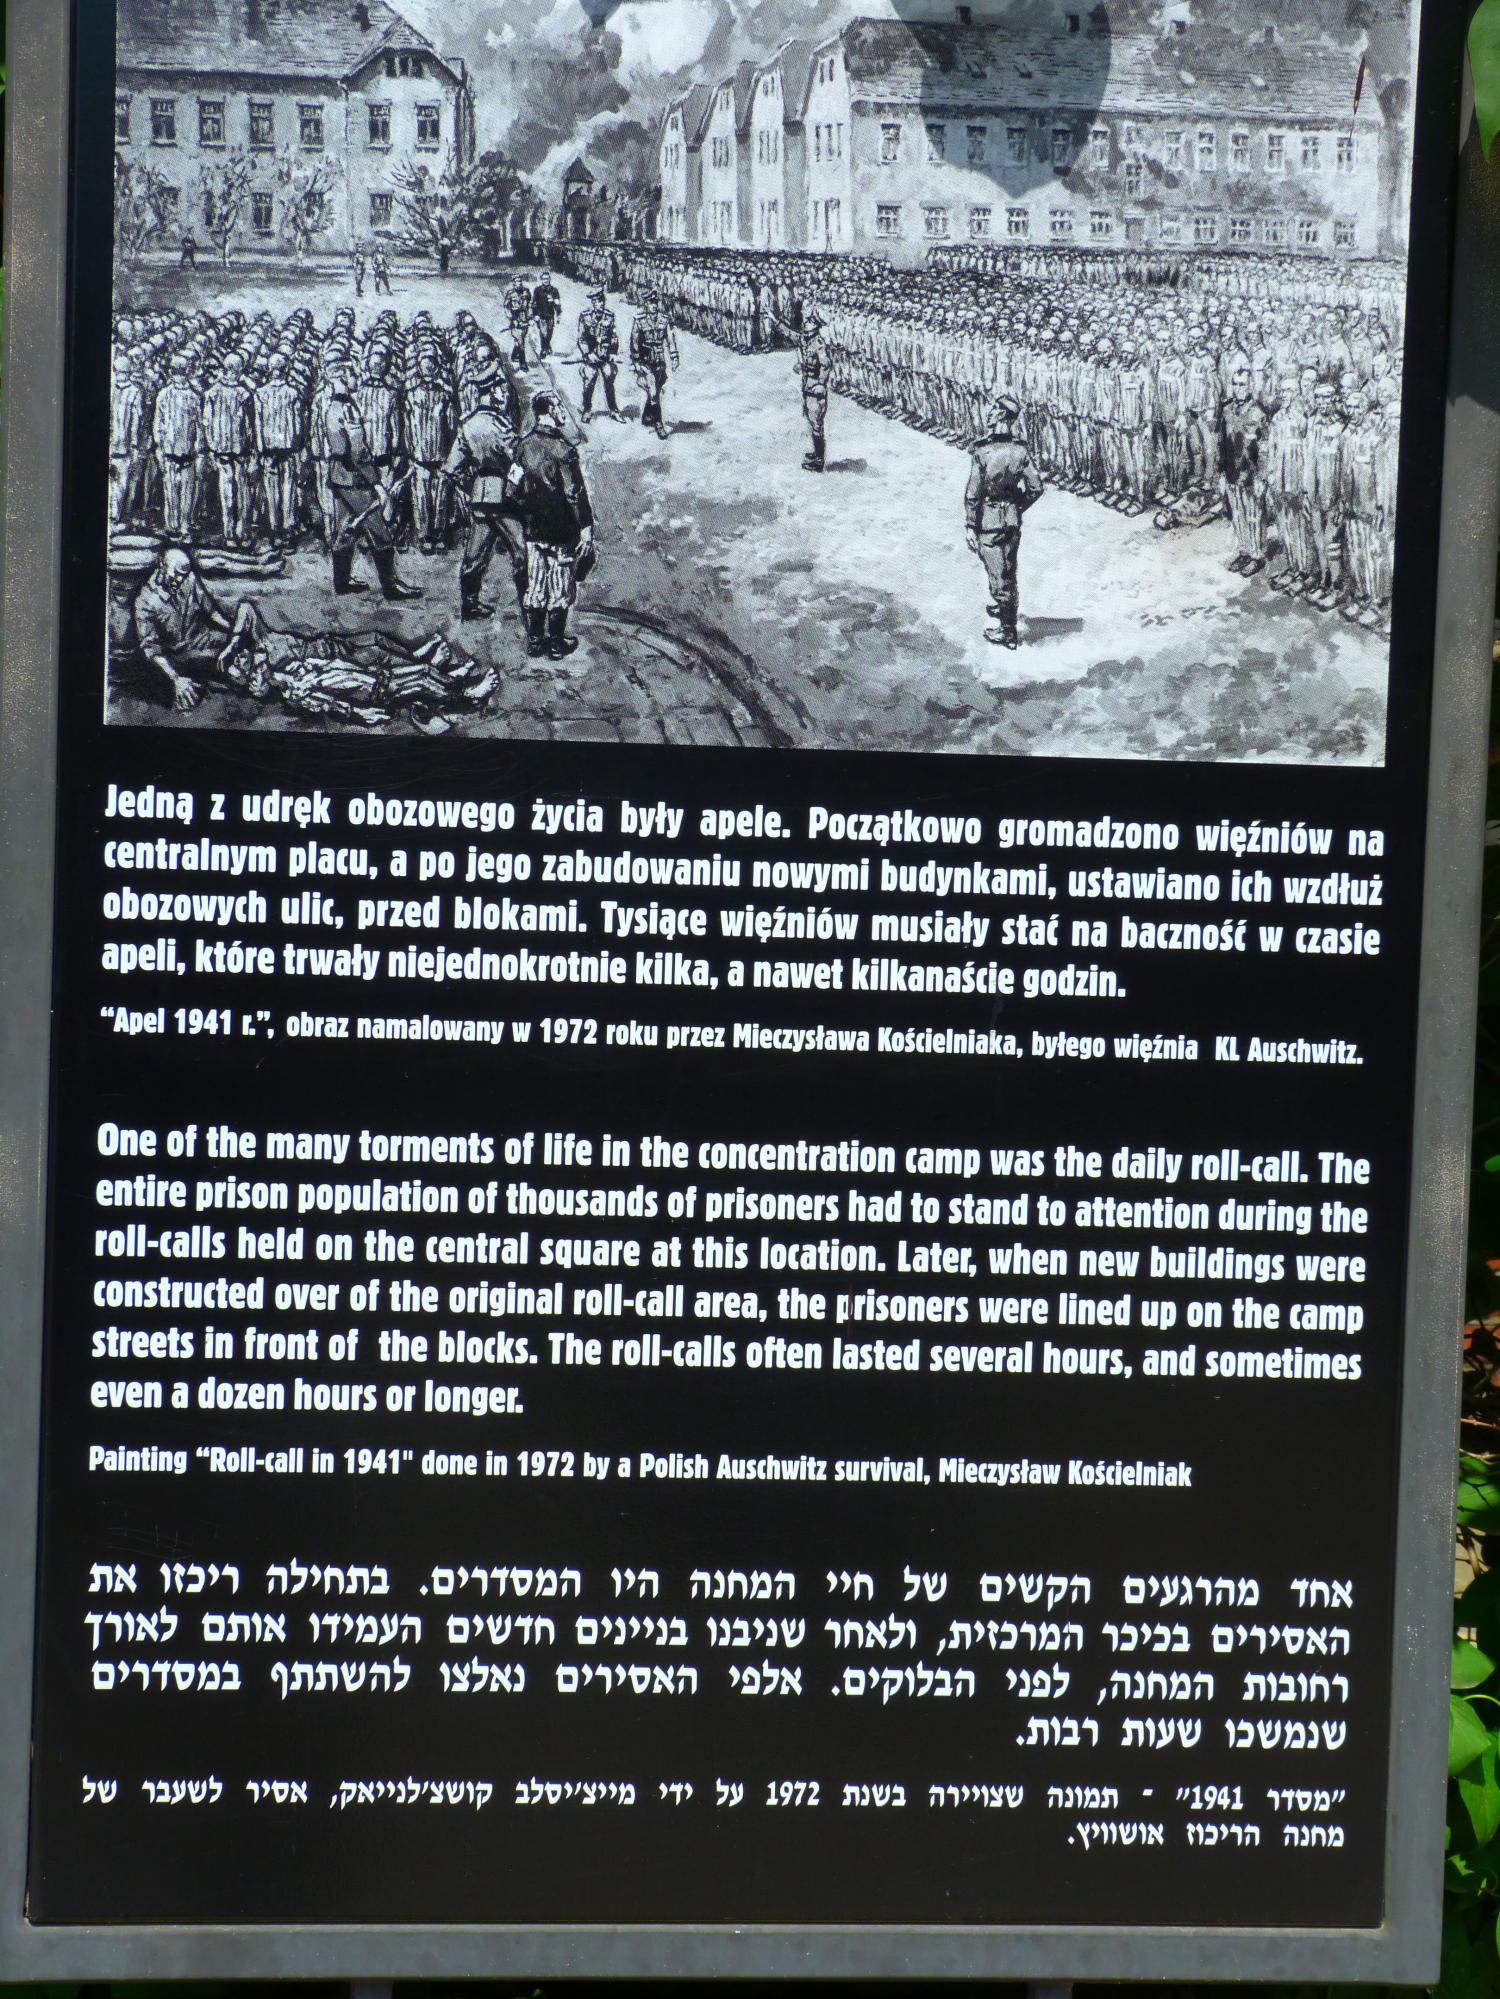 Jedną z udręk obozowego życia były apele. Początkowo gromadzono więźniów na
centralnym placu, a po jego zabudowaniu nowymi budynkami, ustawiano ich wzdłuż
obozowych ulic, przed blokami. Tysiące więźniów musiały stać na baczność w czasie
apeli, które trwały niejednokrotnie kilka, a nawet kilkanaście godzin.
“Apel 1941 r.”, obraz namalowany w 1972 roku przez Mieczysława Kościelniaka, byłego więźnia KL Auschwitz.
One of the many torments of life in the concentration camp was the daily roll-call. The
entire prison population of thousands of prisoners had to stand to attention during the
roll-calls held on the central square at this location. Later, when new buildings were
constructed over of the original roll-call area, the prisoners were lined up on the camp
streets in front of the blocks. The roll-calls often lasted several hours, and sometimes
even a dozen hours or longer.
Painting “Roll-call in 1941" done in 1972 by a Polish Auschwitz survival, Mieczysław Kościelniak
אחד מהרגעים הקשים של חיי המחנה היו המסדרים. בתחילה ריכזו את
האסירים בכיכר המרכזית, ולאחר שניבנו בניינים חדשים העמידו אותם לאורך
רחובות המחנה, לפני הבלוקים. אלפי האסירים נאלצו להשתתף במסדרים
שנמשכו שעות רבות.
"מסדר 1941" - תמונה שצויירה בשנת 1972 על ידי מייצ'יסלב קושצ'לנייאק, אסיר לשעבר של
מחנה הריכוז אושוויץ.